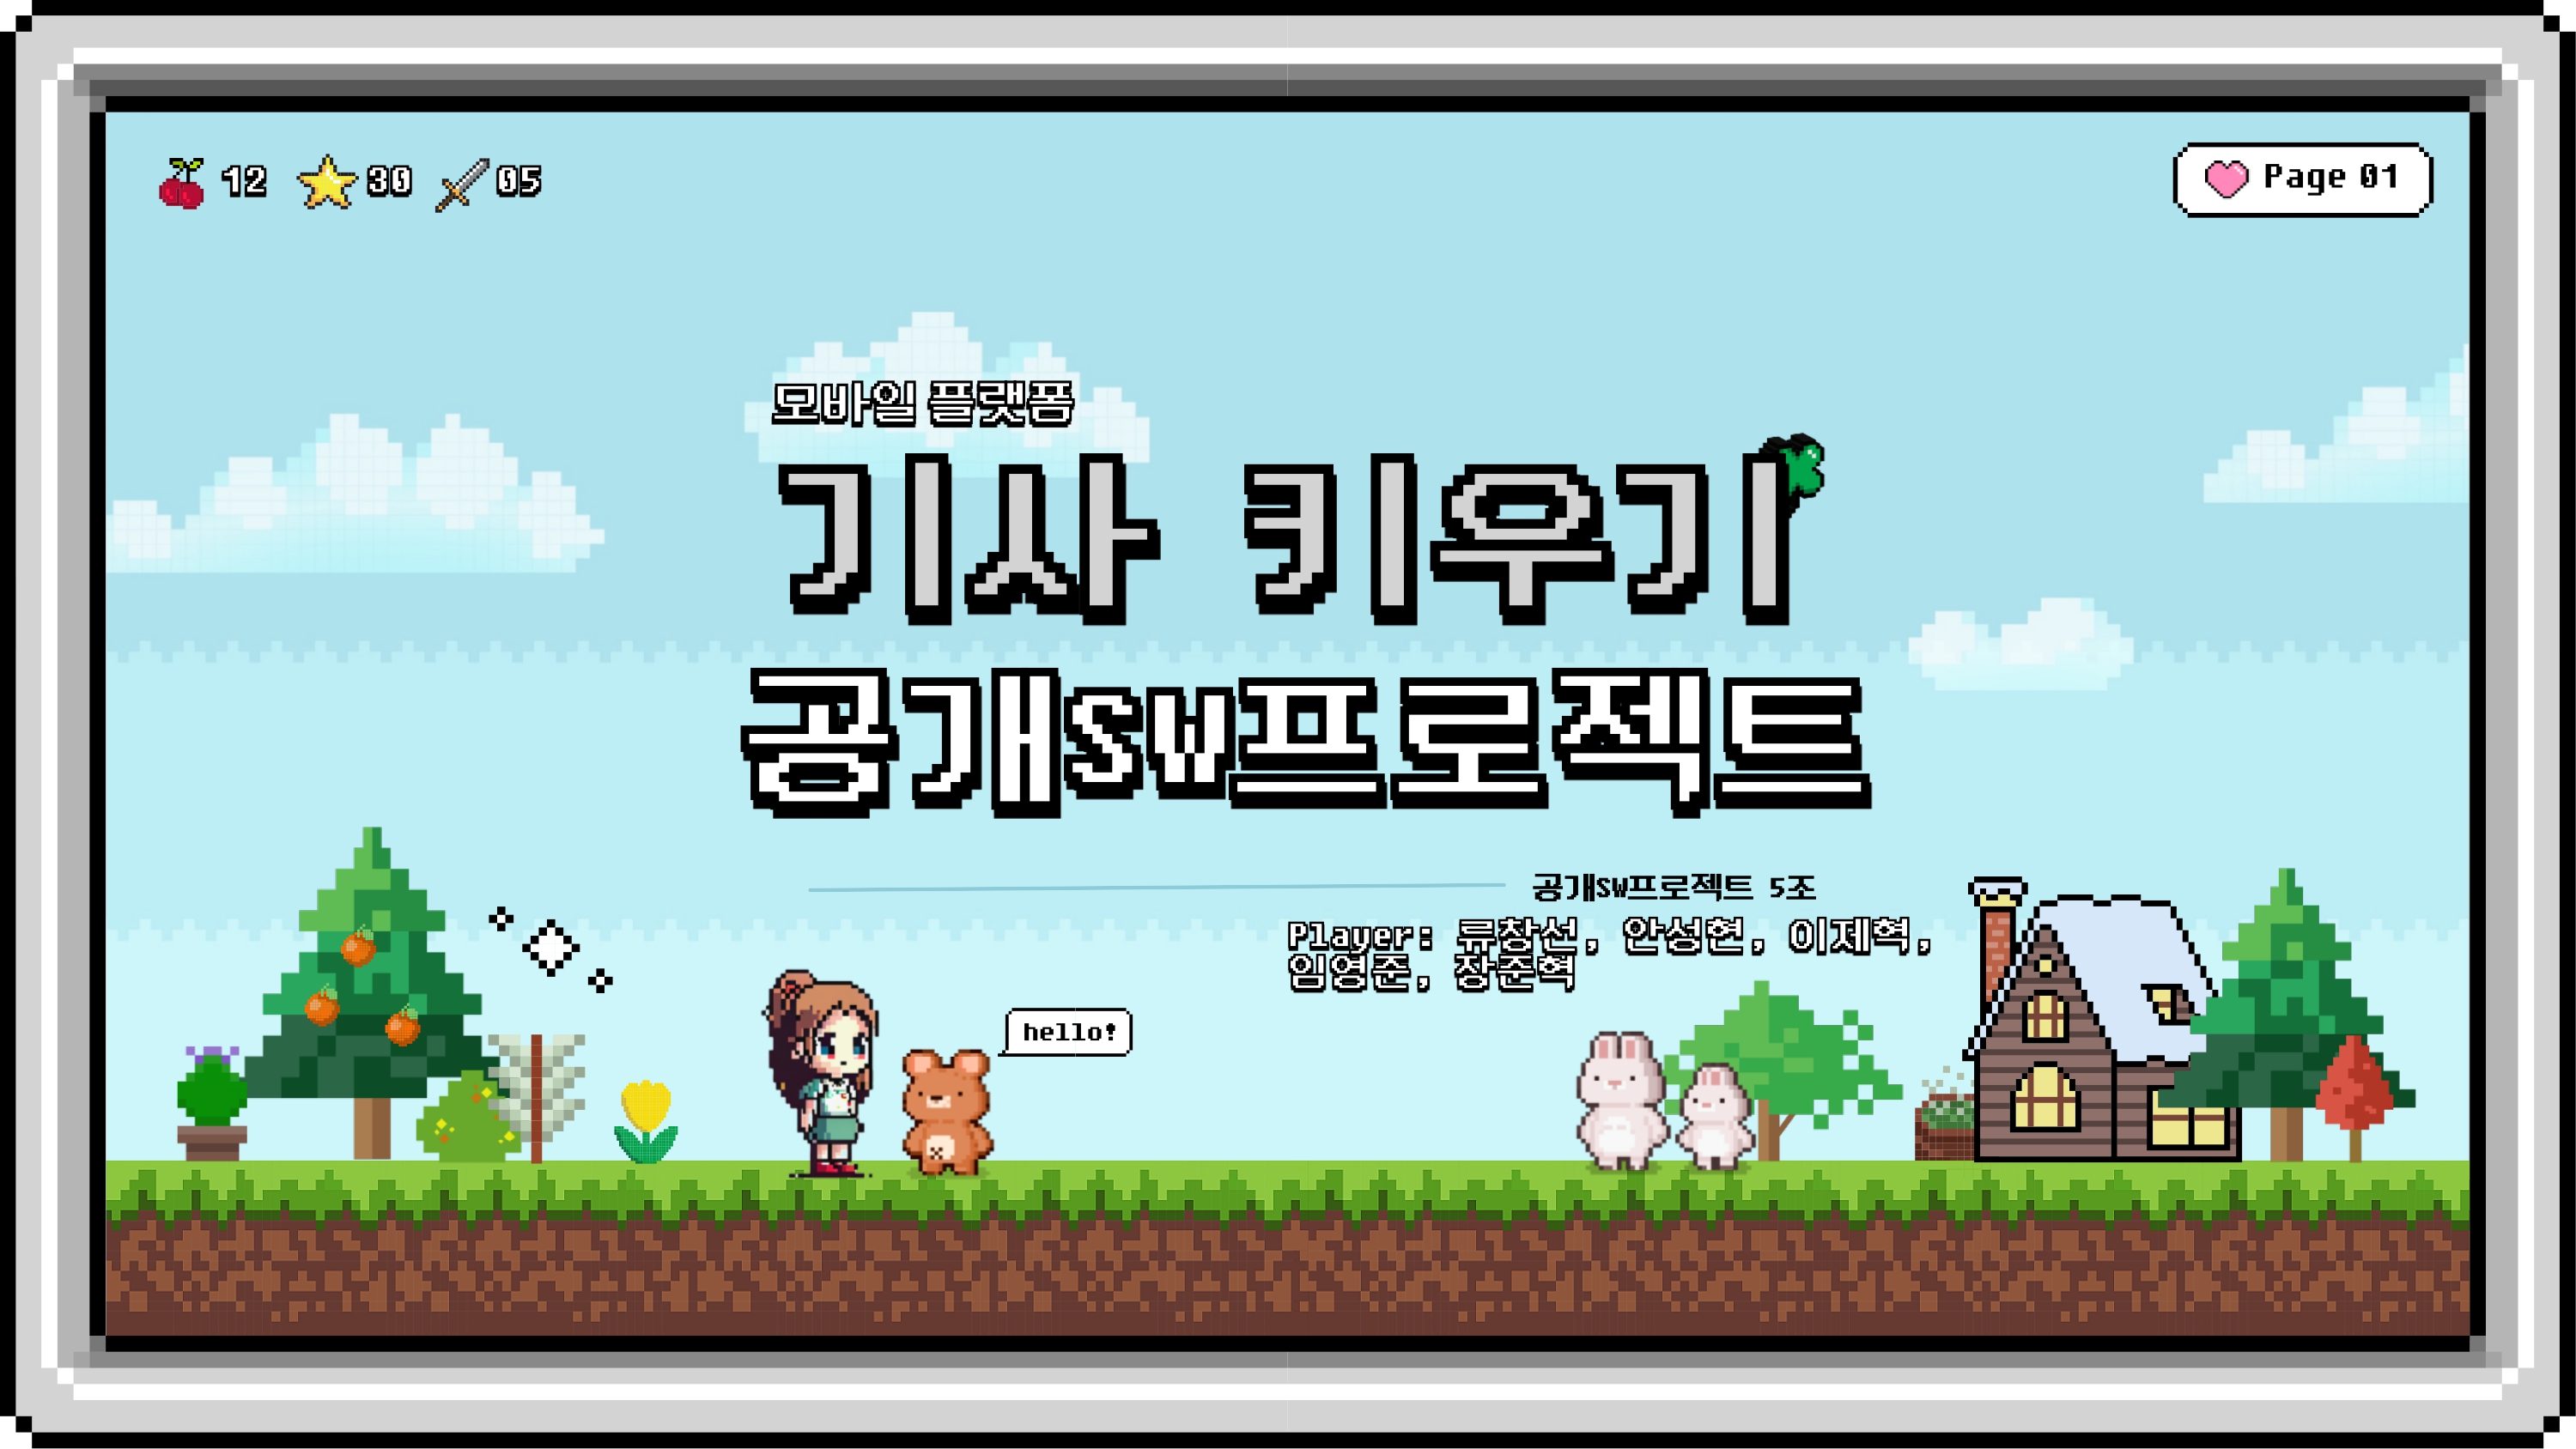 12 30 05
Page 01
모바일 플랫폼
기사 키우기
공개SW프로젝트
공개SW프로젝트 5조
Player: 류창선, 안성현, 이제혁,
임영준, 장준혁
hello!